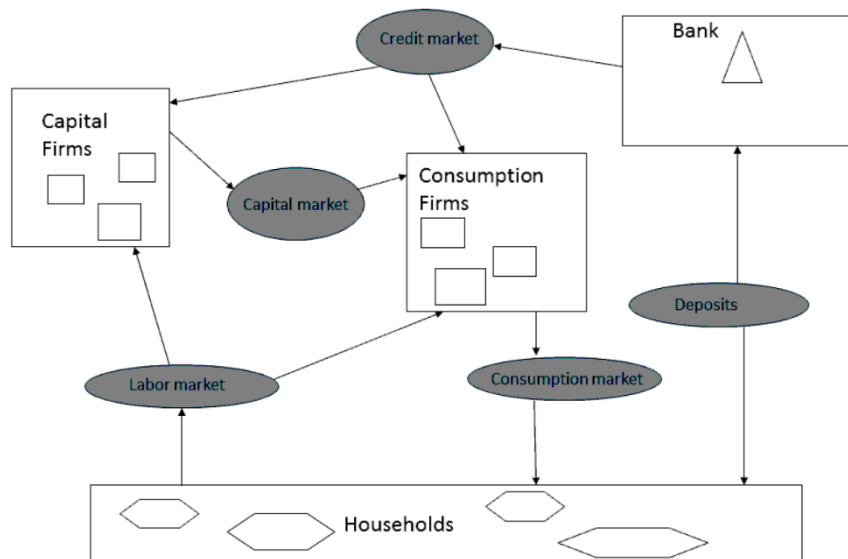 Credit market
Bank
Capital
Firms
Capital market
Consumption
Firms
Deposits
Labor market
Consumption market
Households